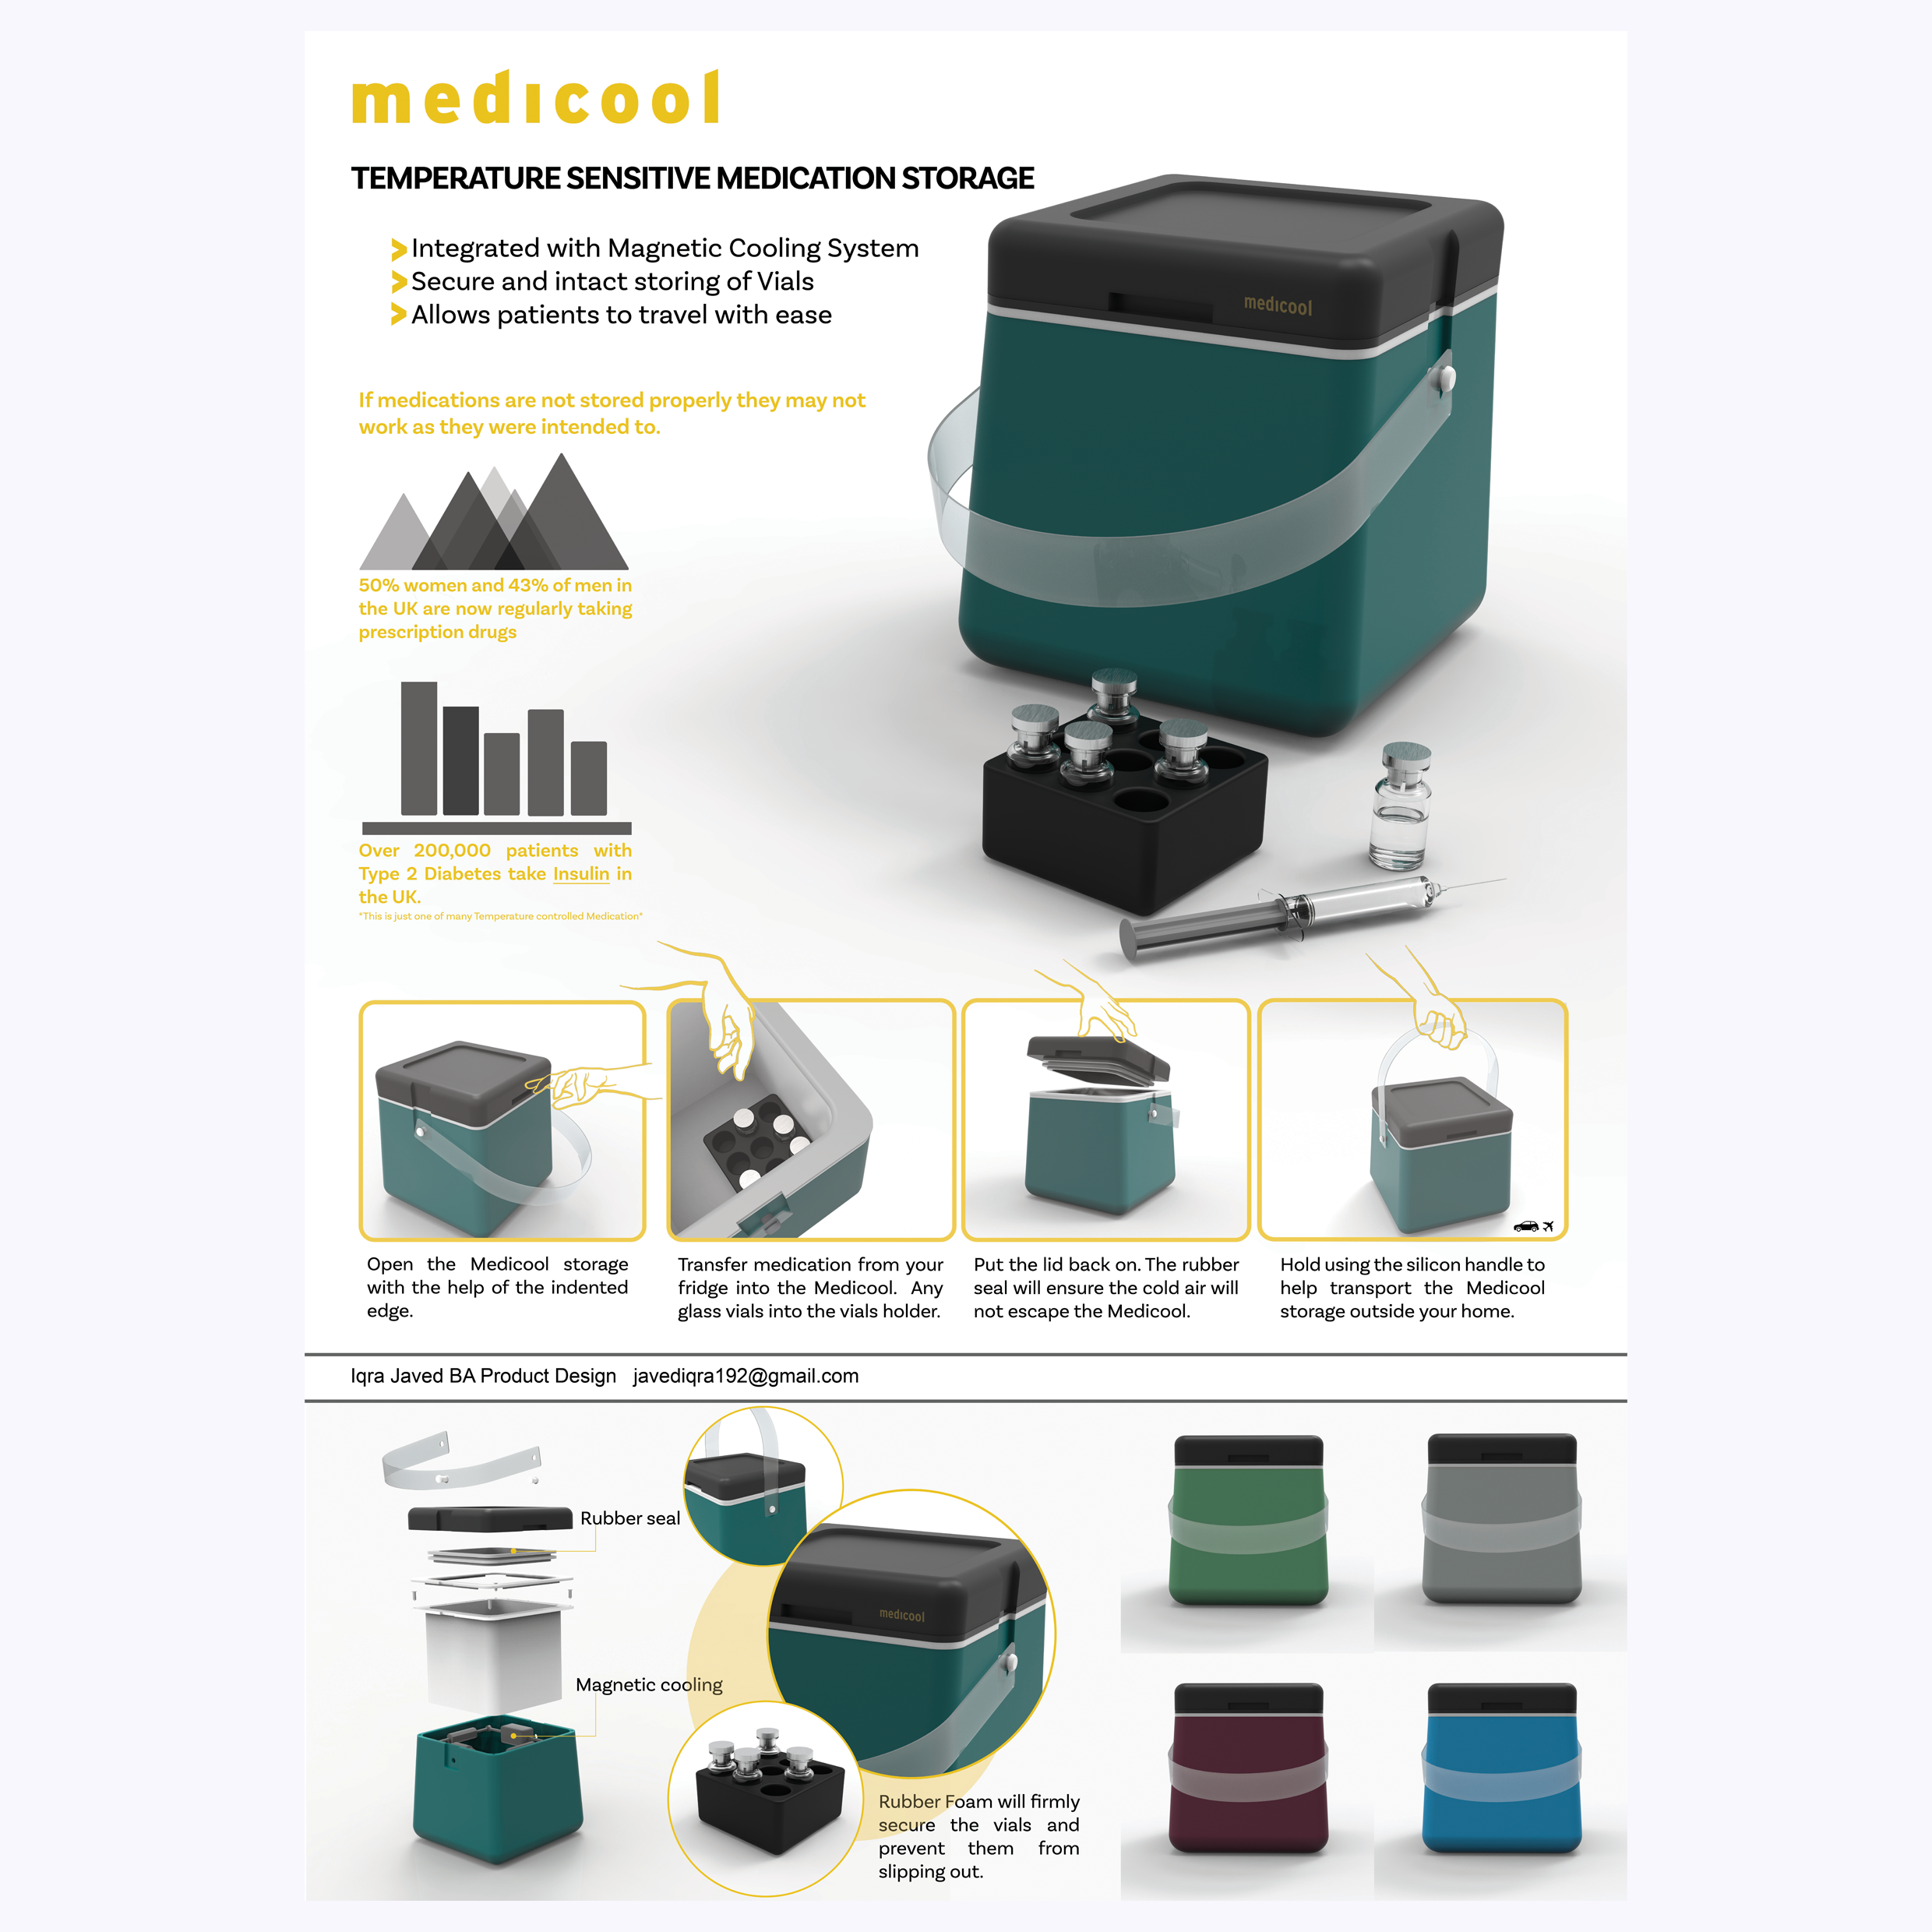 medıcool
TEMPERATURE SENSITIVE MEDICATION STORAGE
Integrated with Magnetic Cooling System
Secure and intact storing of Vials
Allows patients to travel with ease
medıcool
If medications are not stored properly they may not
work as they were intended to.
50% women and 43% of men in
the UK are now regularly taking
prescription drugs
Over 200,000 patients with
Type 2 Diabetes take Insulin in
the UK.
*This is just one of many Temperature controlled Medication*
Open the Medicool storage
with the help of the indented
edge.
Transfer medication from your
fridge into the Medicool. Any
glass vials into the vials holder.
Put the lid back on. The rubber
seal will ensure the cold air will
not escape the Medicool.
Hold using the silicon handle to
help transport the Medicool
storage outside your home.
Iqra Javed BA Product Design javediqra192@gmail.com
Rubber seal
medıcool
Magnetic cooling
Rubber Foam will firmly
secure the vials and
prevent them from
slipping out.